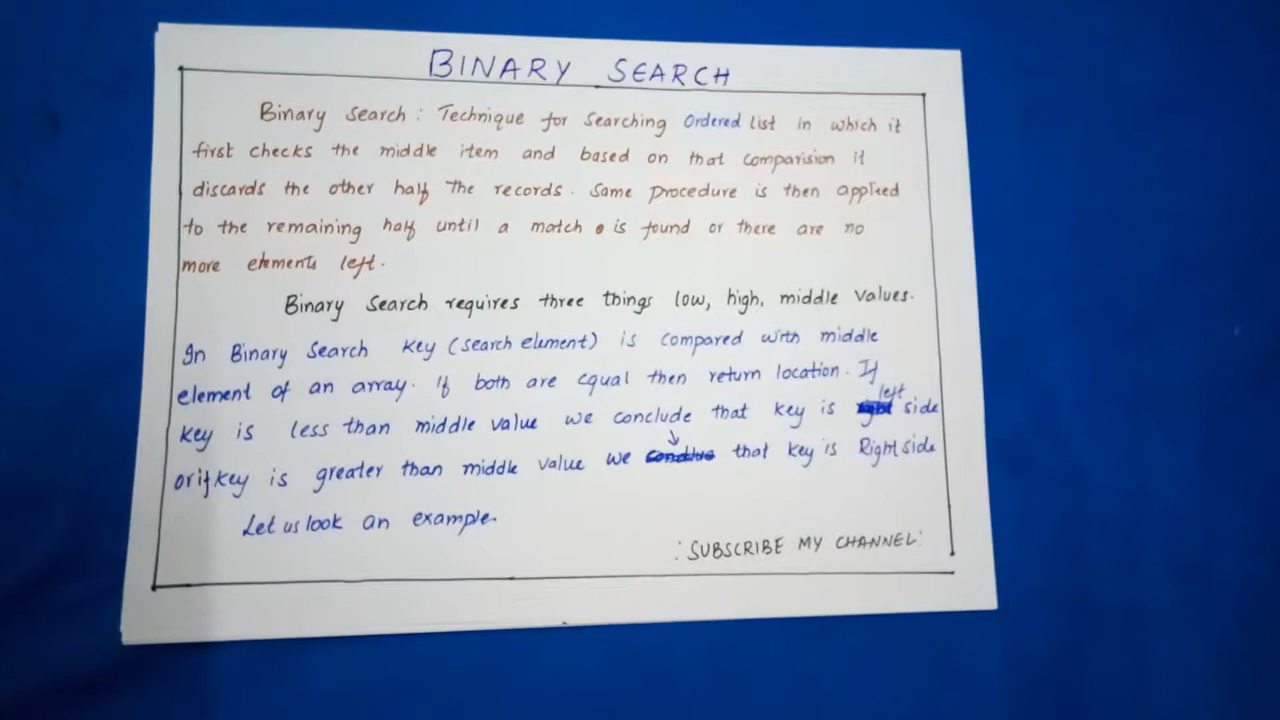 BINARY SEARCH
Binary Search : Technique for Searching Ordered list in which it
first checks the middle item and based on that comparision it
discards the other half the records. Same procedure is then applied
to the remaining half until a match is found or there are no
more elements left.
Binary Search requires three things low, high, middle values.
In Binary Search key (search element) is compared with middle
element of an array. If both are equal then return location. If
left
key is less than middle value we conclude that key is side
or if key is greater than middle value we that key is Right side
Let us look an example.
:SUBSCRIBE MY CHANNEL: